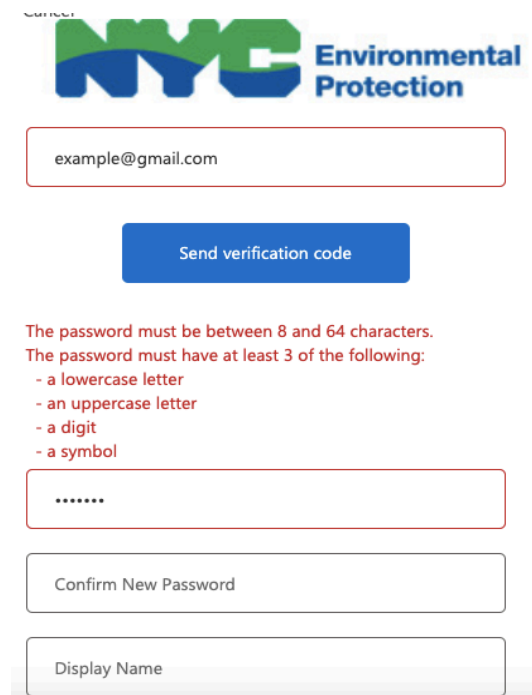 Cancel
NYC Environmental
Protection
example@gmail.com
Send verification code
The password must be between 8 and 64 characters.
The password must have at least 3 of the following:
- a lowercase letter
- an uppercase letter
- a digit
- a symbol
•••••••
Confirm New Password
Display Name